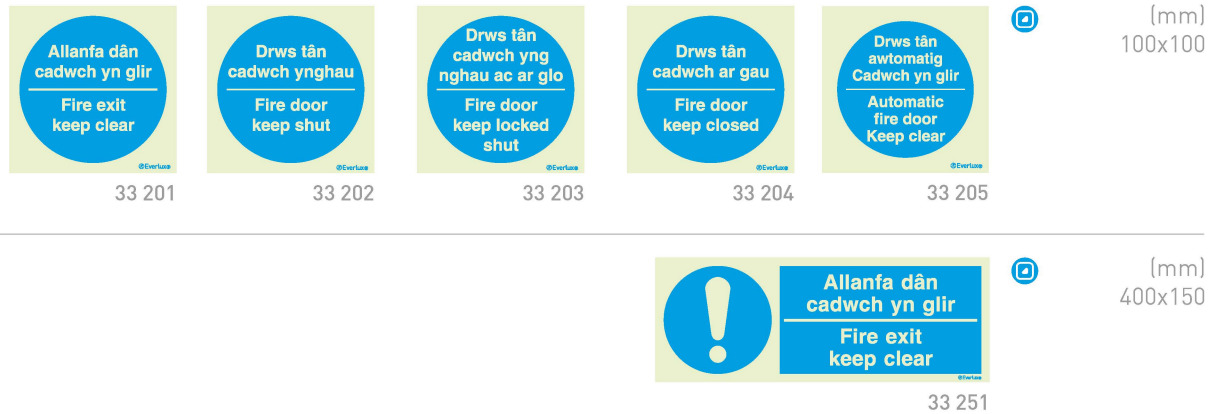 Allanfa dân
cadwch yn glir
Fire exit
keep clear
Everlux®
33 201
Drws tân
cadwch ynghau
Fire door
keep shut
Everlux®
33 202
Drws tân
cadwch yng
nghau ac ar glo
Fire door
keep locked
shut
Everlux®
33 203
Drws tân
cadwch ar gau
Fire door
keep closed
Everlux®
33 204
Drws tân
awtomatig
Cadwch yn glir
Automatic
fire door
Keep clear
Everlux®
33 205
(mm)
100x100
Allanfa dân
cadwch yn glir
Fire exit
keep clear
Everlux®
33 251
(mm)
400x150